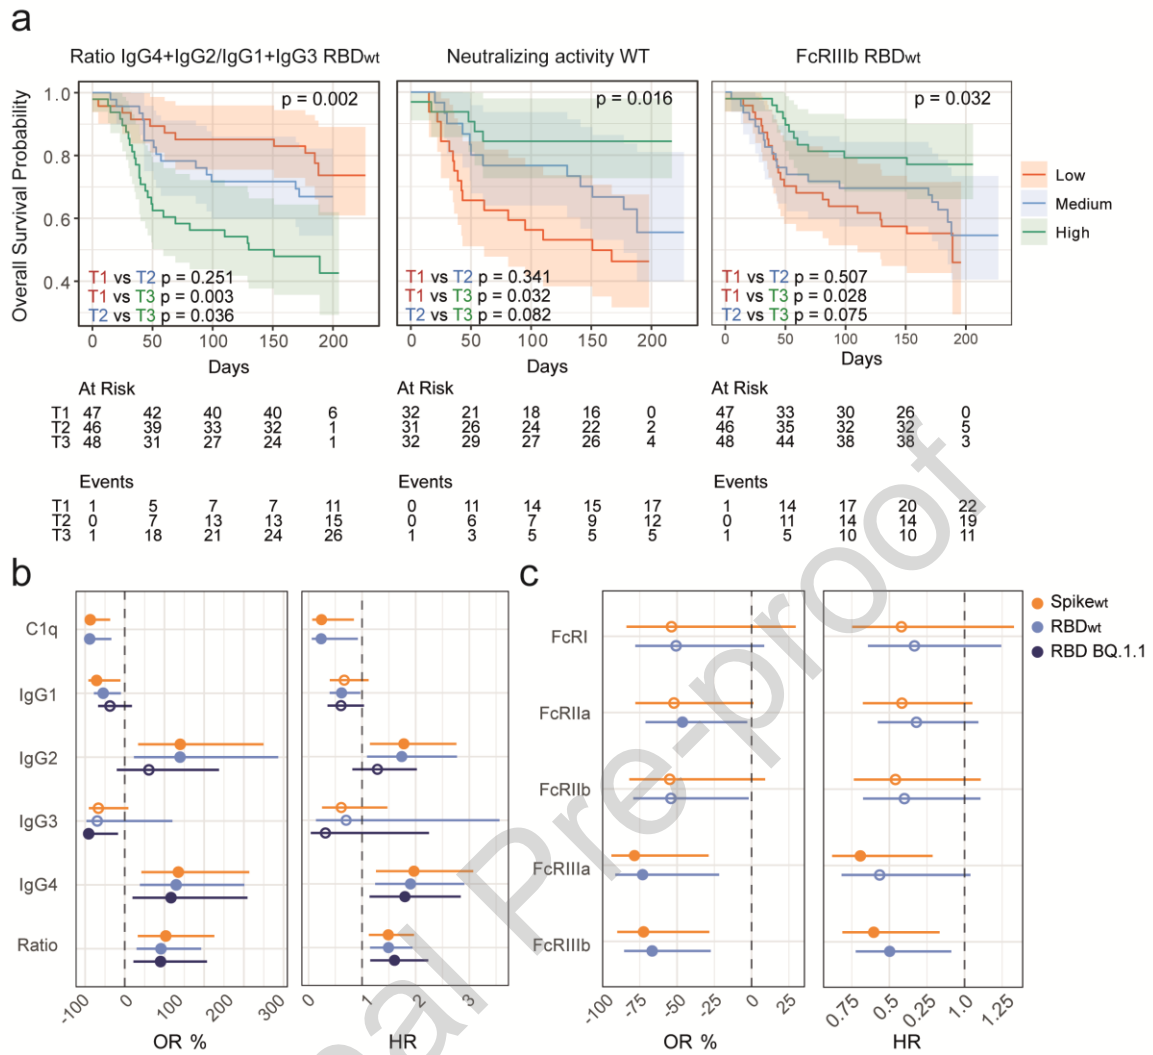 a
Ratio IgG4+IgG2/IgG1+IgG3 RBDwt
Neutralizing activity WT
FcRIIIb RBDwt
Overall Survival Probability
1.0
0.8
0.6
0.4
p = 0.002
T1 vs T2 p = 0.251
T1 vs T3 p = 0.003
T2 vs T3 p = 0.036
0 50 100 150 200
Days
p = 0.016
T1 vs T2 p = 0.341
T1 vs T3 p = 0.032
T2 vs T3 p = 0.082
0 50 100 150 200
Days
p = 0.032
T1 vs T2 p = 0.507
T1 vs T3 p = 0.028
T2 vs T3 p = 0.075
0 50 100 150 200
Days
Low
Medium
High
At Risk
T1 47 42 40 40 6
T2 46 39 33 32 1
T3 48 31 27 24 1
At Risk
32 21 18 16 0
31 26 24 22 2
32 29 27 26 4
At Risk
47 33 30 26 0
46 35 32 32 5
48 44 38 38 3
Events
T1 1 5 7 7 11
T2 0 7 13 13 15
T3 1 18 21 24 26
Events
0 11 14 15 17
0 6 7 9 12
1 3 5 5 5
Events
1 14 17 20 22
0 11 14 14 19
1 5 10 10 11
b
C1q
IgG1
IgG2
IgG3
IgG4
Ratio
-100 0 100 200 300
OR %
0 1 2 3
HR
c
FcRI
FcRIIa
FcRIIb
FcRIIIa
FcRIIIb
-100 -75 -50 -25 0 25
OR %
0.75 0.5 0.25 1.0 1.25
HR
Spikewt
RBDwt
RBD BQ.1.1
al Pre-proof